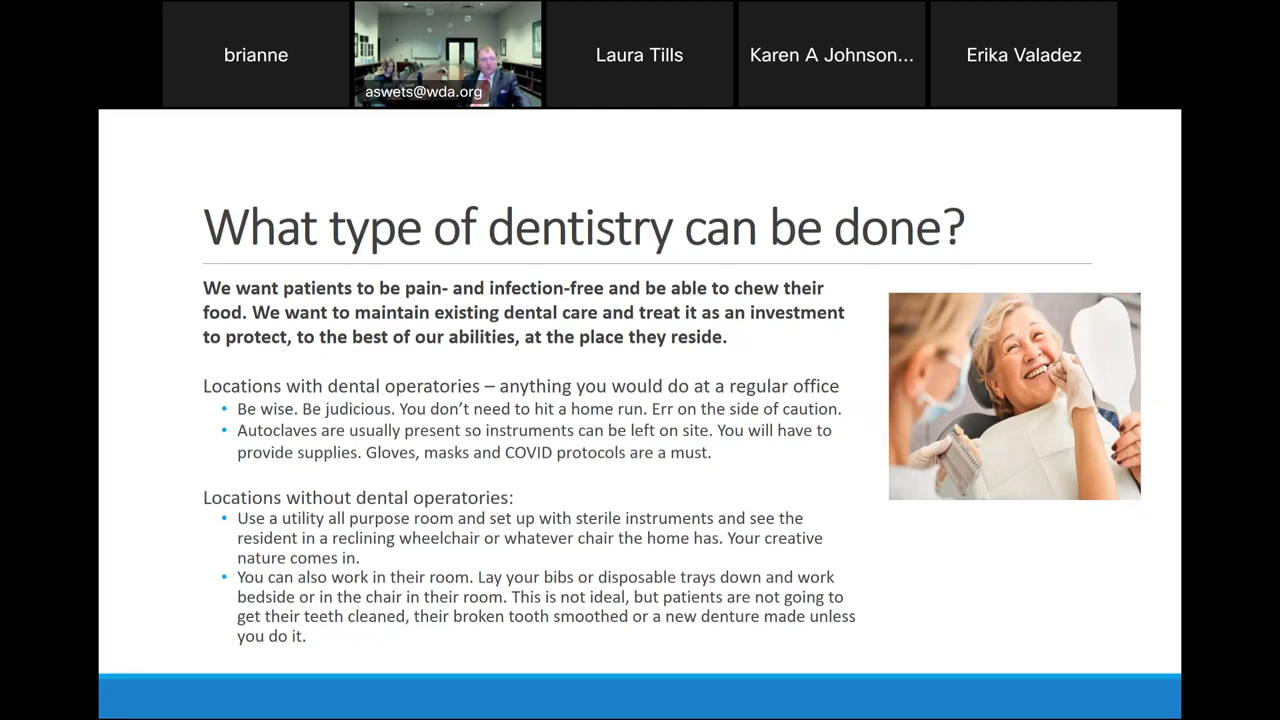 brianne
aswets@wda.org
Laura Tills
Karen A Johnson...
Erika Valadez
What type of dentistry can be done?
We want patients to be pain- and infection-free and be able to chew their
food. We want to maintain existing dental care and treat it as an investment
to protect, to the best of our abilities, at the place they reside.
Locations with dental operatories – anything you would do at a regular office
• Be wise. Be judicious. You don’t need to hit a home run. Err on the side of caution.
• Autoclaves are usually present so instruments can be left on site. You will have to
provide supplies. Gloves, masks and COVID protocols are a must.
Locations without dental operatories:
• Use a utility all purpose room and set up with sterile instruments and see the
resident in a reclining wheelchair or whatever chair the home has. Your creative
nature comes in.
• You can also work in their room. Lay your bibs or disposable trays down and work
bedside or in the chair in their room. This is not ideal, but patients are not going to
get their teeth cleaned, their broken tooth smoothed or a new denture made unless
you do it.